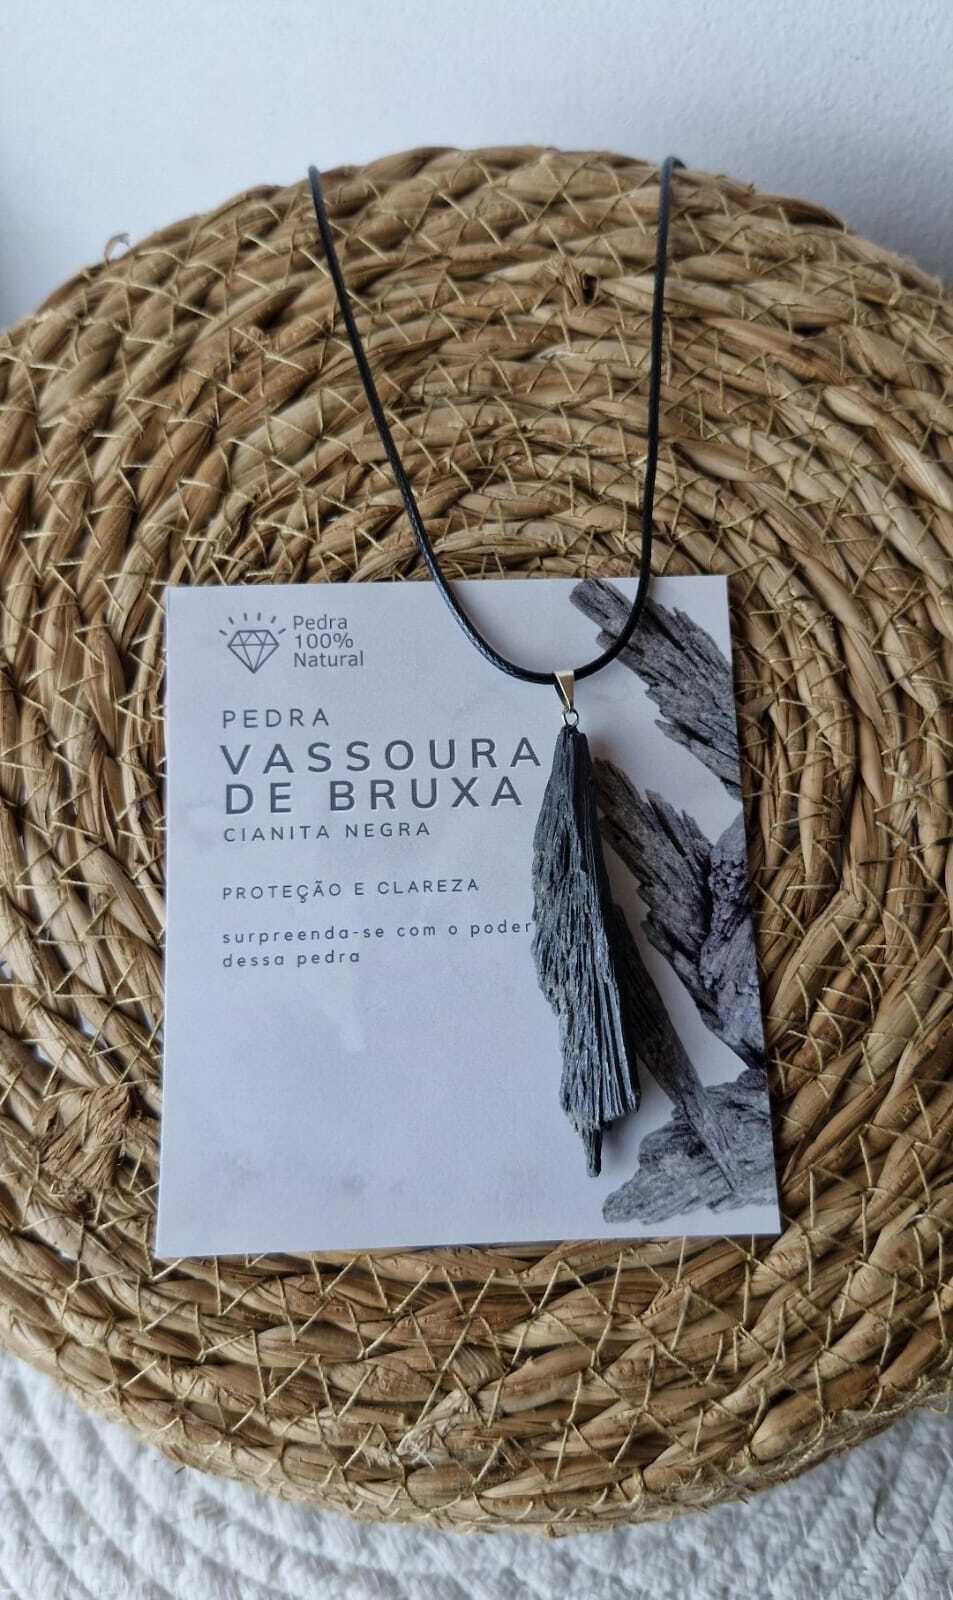 Pedra
100%
Natural
PEDRA
VASSOURA
DE BRUXA
CIANITA NEGRA
PROTEÇÃO E CLAREZA
surpreenda-se com o poder
dessa pedra